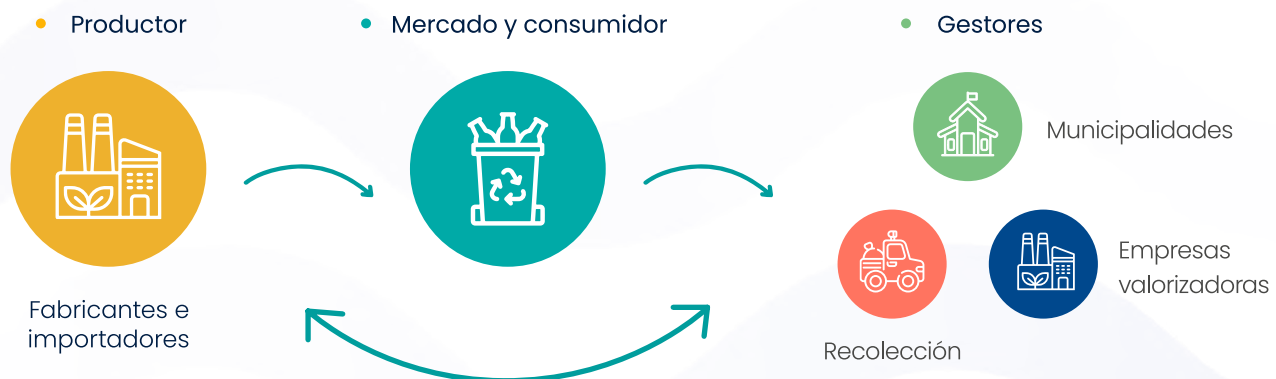 Productor
Mercado y consumidor
Gestores
Municipalidades
Empresas
valorizadoras
Fabricantes e
importadores
Recolección